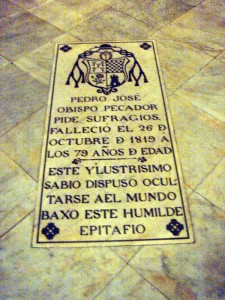 PEDRO JOSÉ
OBISPO PECADOR
PIDE SUFRAGIOS.
FALLECIÓ EL 26 D
OCTUBRE D 1819 A
LOS 79 AÑOS D EDAD
ESTE YLUSTRISIMO
SABIO DISPUSO OCUL
TARSE AEL MUNDO
BAXO ESTE HUMILDE
EPITAFIO